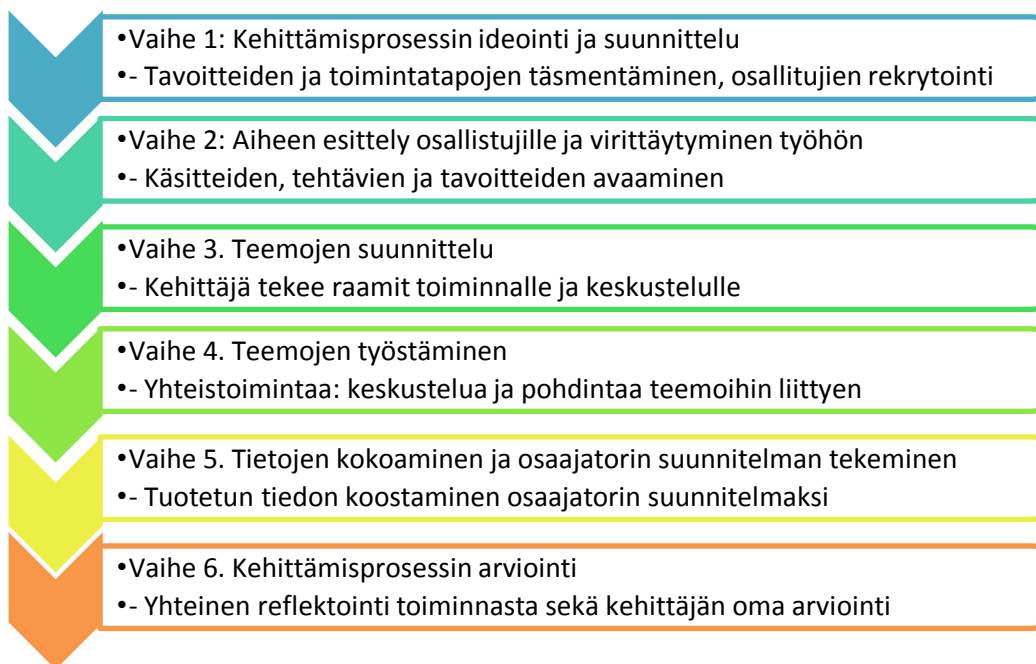 •Vaihe 1: Kehittämisprosessin ideointi ja suunnittelu
•- Tavoitteiden ja toimintatapojen täsmentäminen, osallitujien rekrytointi
•Vaihe 2: Aiheen esittely osallistujille ja virittäytyminen työhön
•- Käsitteiden, tehtävien ja tavoitteiden avaaminen
•Vaihe 3. Teemojen suunnittelu
•- Kehittäjä tekee raamit toiminnalle ja keskustelulle
•Vaihe 4. Teemojen työstäminen
•- Yhteistoimintaa: keskustelua ja pohdintaa teemoihin liittyen
•Vaihe 5. Tietojen kokoaminen ja osaajatorin suunnitelman tekeminen
•- Tuotetun tiedon koostaminen osaajatorin suunnitelmaksi
•Vaihe 6. Kehittämisprosessin arviointi
•- Yhteinen reflektointi toiminnasta sekä kehittäjän oma arviointi